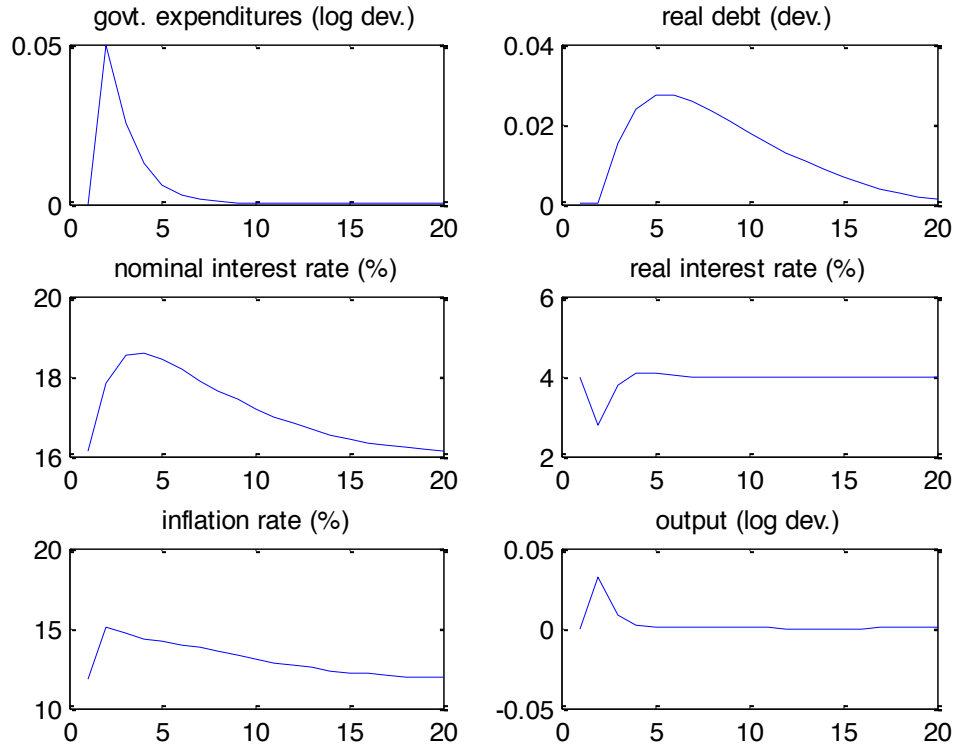 govt. expenditures (log dev.)
0.05
0
0 5 10 15 20
real debt (dev.)
0.04
0.02
0
0 5 10 15 20
nominal interest rate (%)
20
18
16
0 5 10 15 20
real interest rate (%)
6
4
2
0 5 10 15 20
inflation rate (%)
20
15
10
0 5 10 15 20
output (log dev.)
0.05
0
-0.05
0 5 10 15 20